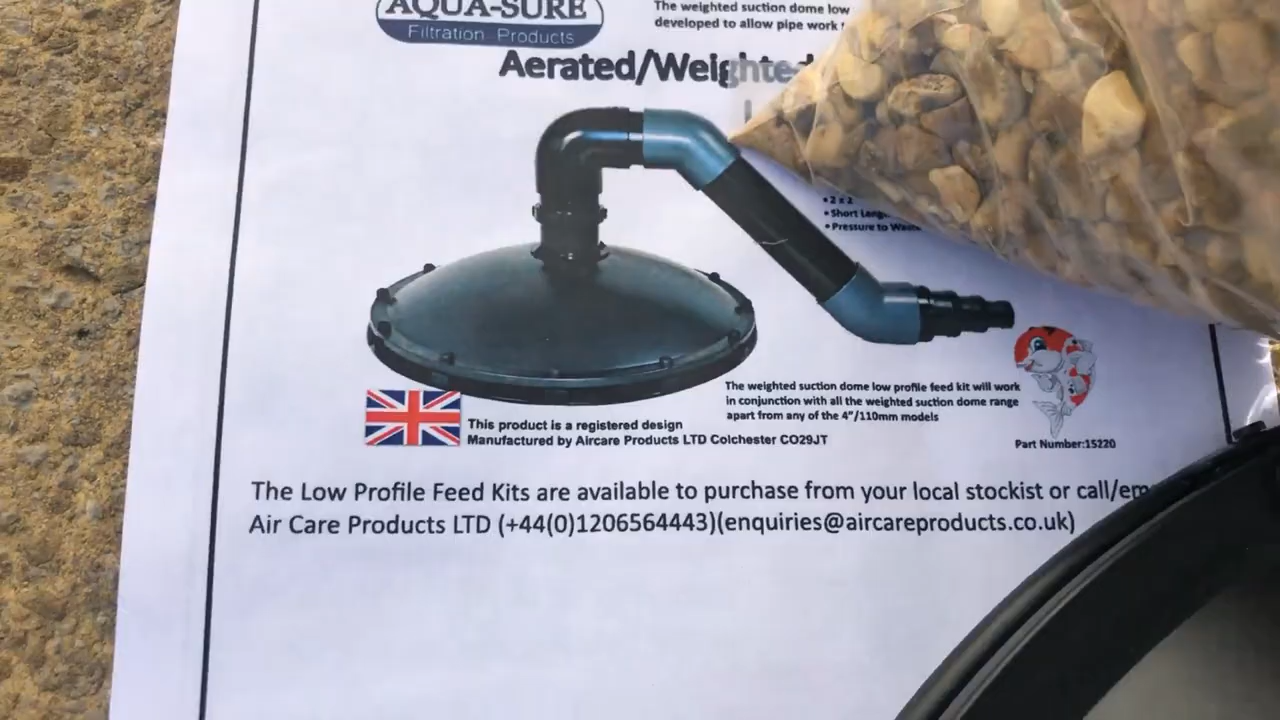 AQUA-SURE
Filtration Products
The weighted suction dome low
developed to allow pipe work
Aerated/Weighted
• 2 x 2
• Short Leng
• Pressure to Waste
The weighted suction dome low profile feed kit will work
in conjunction with all the weighted suction dome range
apart from any of the 4"/110mm models
This product is a registered design
Manufactured by Aircare Products LTD Colchester CO29JT
Part Number:15220
The Low Profile Feed Kits are available to purchase from your local stockist or call/em
Air Care Products LTD (+44(0)1206564443)(enquiries@aircareproducts.co.uk)